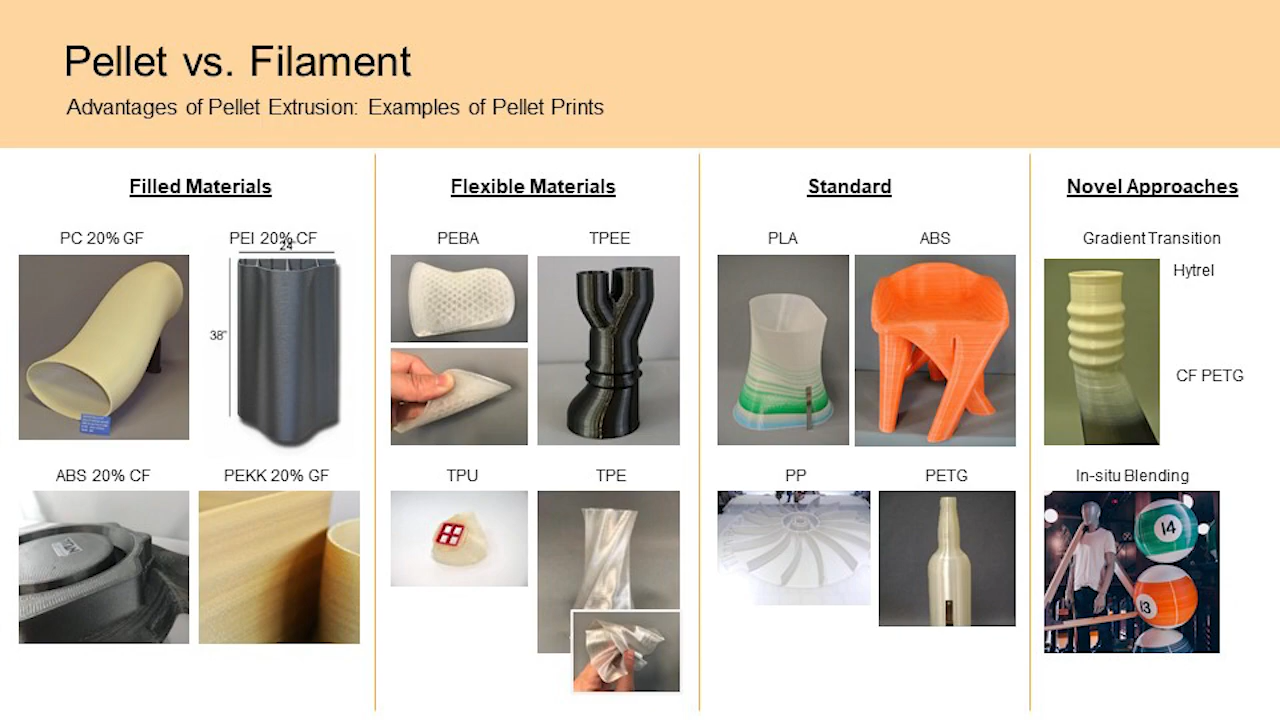 Pellet vs. Filament
Advantages of Pellet Extrusion: Examples of Pellet Prints
Filled Materials
PC 20% GF
PEI 20% CF
24"
38"
ABS 20% CF
PEKK 20% GF
Flexible Materials
PEBA
TPEE
TPU
TPE
Standard
PLA
ABS
PP
PETG
Novel Approaches
Gradient Transition
Hytrel
CF PETG
In-situ Blending
14
13